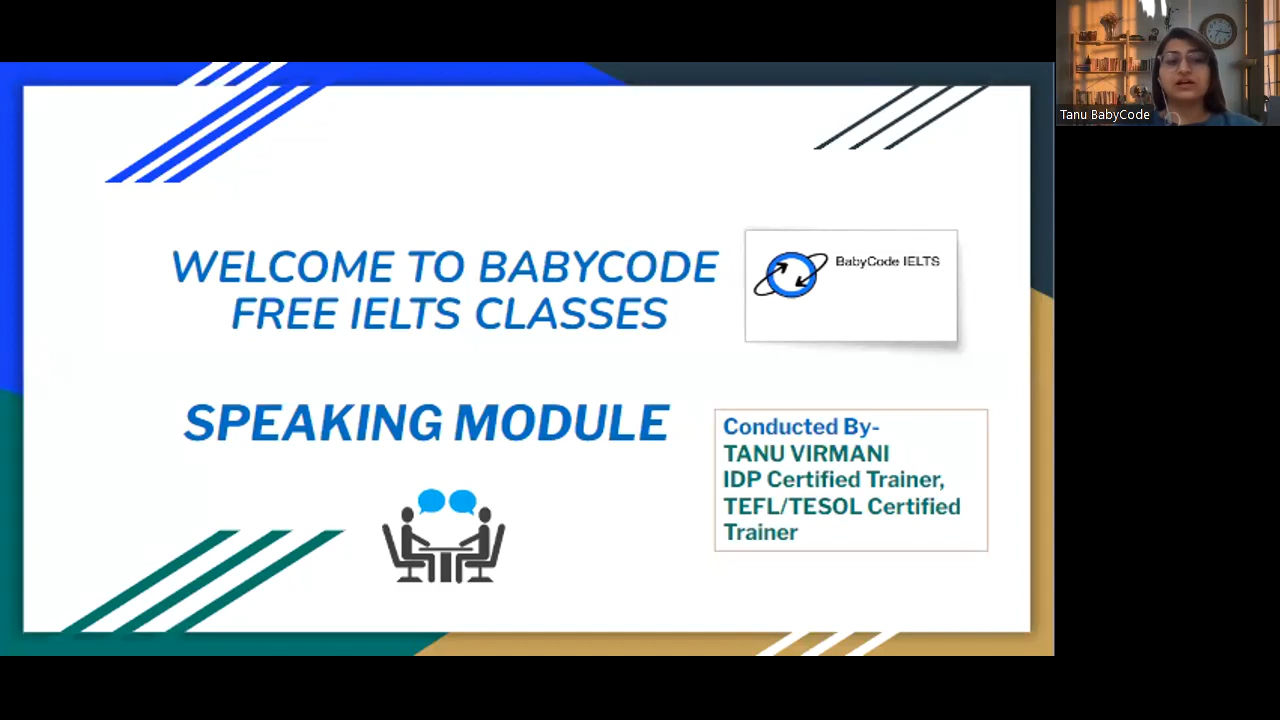 WELCOME TO BABYCODE
FREE IELTS CLASSES
BabyCode IELTS
SPEAKING MODULE
Conducted By-
TANU VIRMANI
IDP Certified Trainer,
TEFL/TESOL Certified
Trainer
Tanu BabyCode